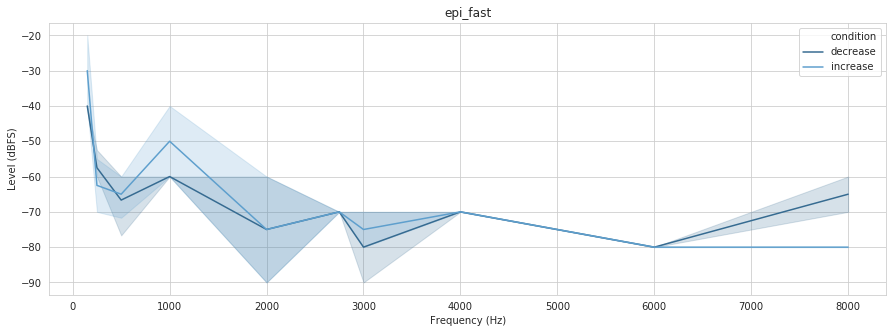 epi_fast
condition
decrease
increase
Level (dBFS)
−20
−30
−40
−50
−60
−70
−80
−90
0 1000 2000 3000 4000 5000 6000 7000 8000
Frequency (Hz)